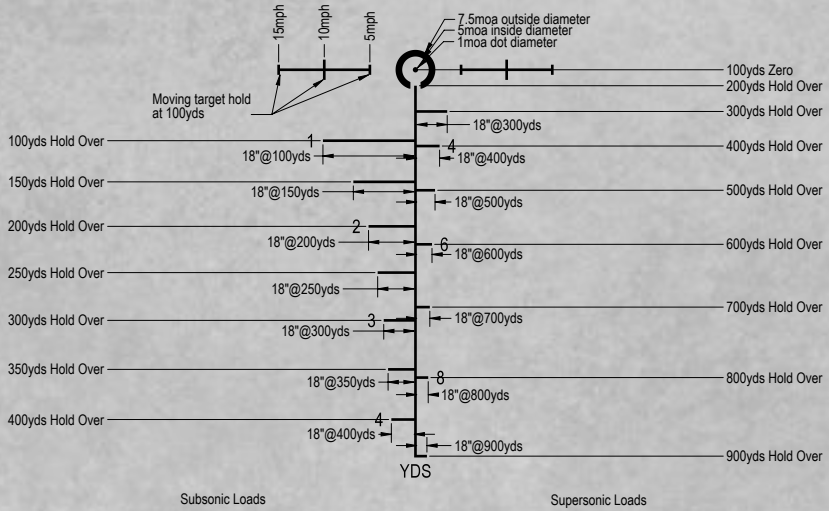 15mph
10mph
5mph
7.5moa outside diameter
5moa inside diameter
1moa dot diameter
100yds Zero
200yds Hold Over
Moving target hold
at 100yds
300yds Hold Over
18"@300yds
100yds Hold Over
1
4
400yds Hold Over
18"@100yds
18"@400yds
150yds Hold Over
18"@150yds
500yds Hold Over
18"@500yds
200yds Hold Over
2
18"@200yds
6
600yds Hold Over
18"@600yds
250yds Hold Over
18"@250yds
700yds Hold Over
300yds Hold Over
3
18"@700yds
18"@300yds
350yds Hold Over
18"@350yds
8
800yds Hold Over
18"@800yds
400yds Hold Over
4
18"@400yds
18"@900yds
900yds Hold Over
YDS
Subsonic Loads
Supersonic Loads